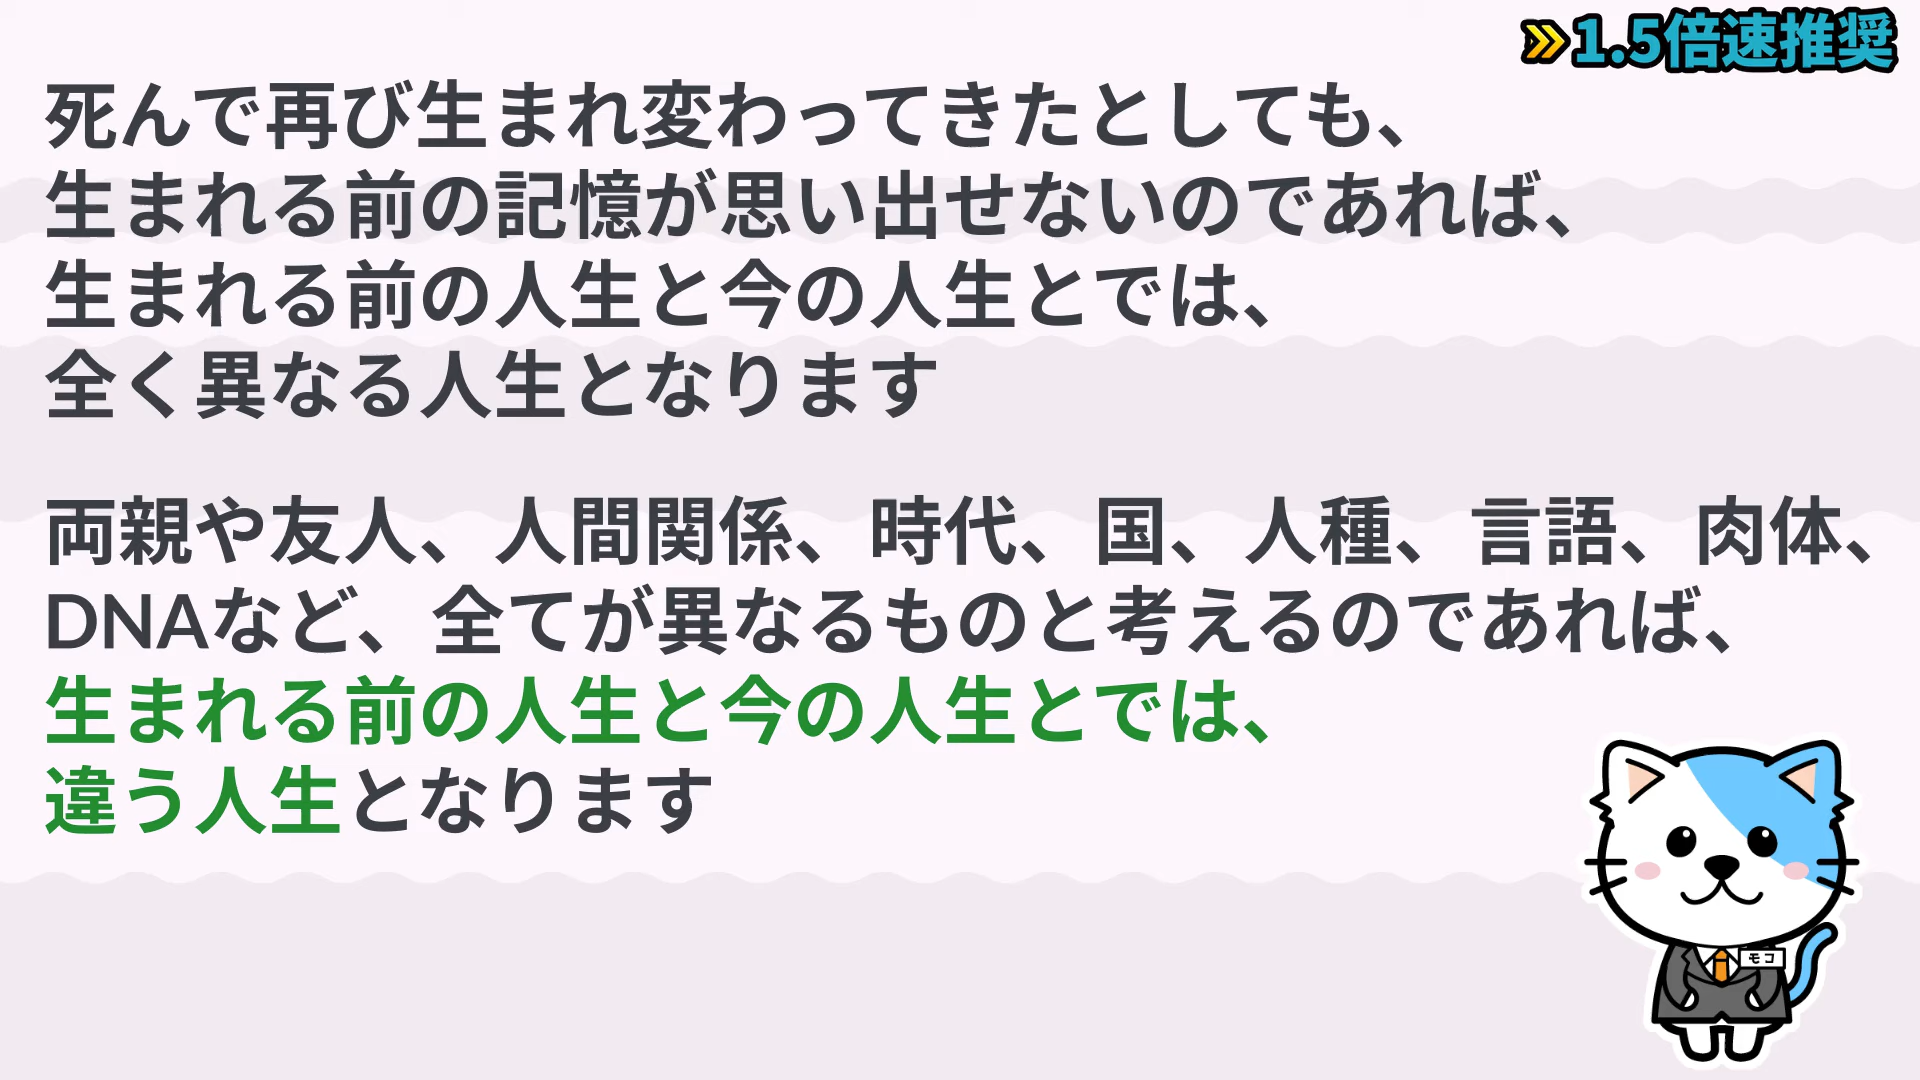 1.5倍速推奨
死んで再び生まれ変わってきたとしても、
生まれる前の記憶が思い出せないのであれば、
生まれる前の人生と今の人生とでは、
全く異なる人生となります
両親や友人、人間関係、時代、国、人種、言語、肉体、
DNAなど、全てが異なるものと考えるのであれば、
生まれる前の人生と今の人生とでは、
違う人生となります
モコ